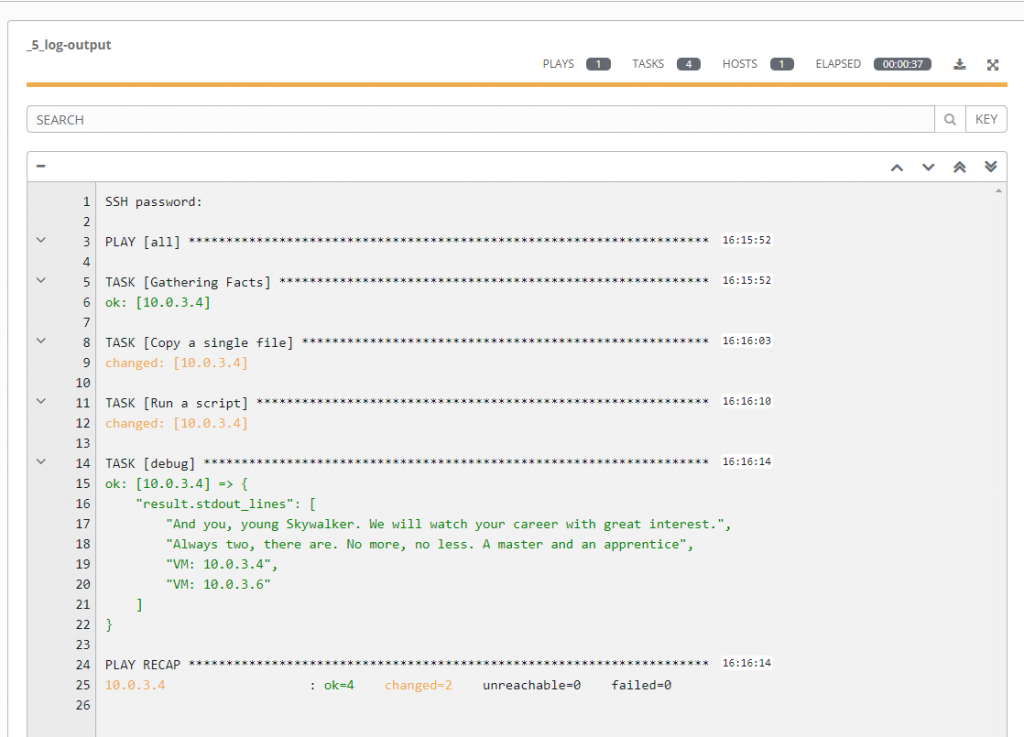 _5_log-output
PLAYS 1 TASKS 4 HOSTS 1 ELAPSED 00:00:37
SEARCH KEY
1 SSH password:
2
3 PLAY [all] ********************************************************************* 16:15:52
4
5 TASK [Gathering Facts] ********************************************************* 16:15:52
6 ok: [10.0.3.4]
7
8 TASK [Copy a single file] ****************************************************** 16:16:03
9 changed: [10.0.3.4]
10
11 TASK [Run a script] ************************************************************ 16:16:10
12 changed: [10.0.3.4]
13
14 TASK [debug] ******************************************************************* 16:16:14
15 ok: [10.0.3.4] => {
16 "result.stdout_lines": [
17 "And you, young Skywalker. We will watch your career with great interest.",
18 "Always two, there are. No more, no less. A master and an apprentice",
19 "VM: 10.0.3.4",
20 "VM: 10.0.3.6"
21 ]
22 }
23
24 PLAY RECAP ********************************************************************* 16:16:14
25 10.0.3.4 : ok=4 changed=2 unreachable=0 failed=0
26